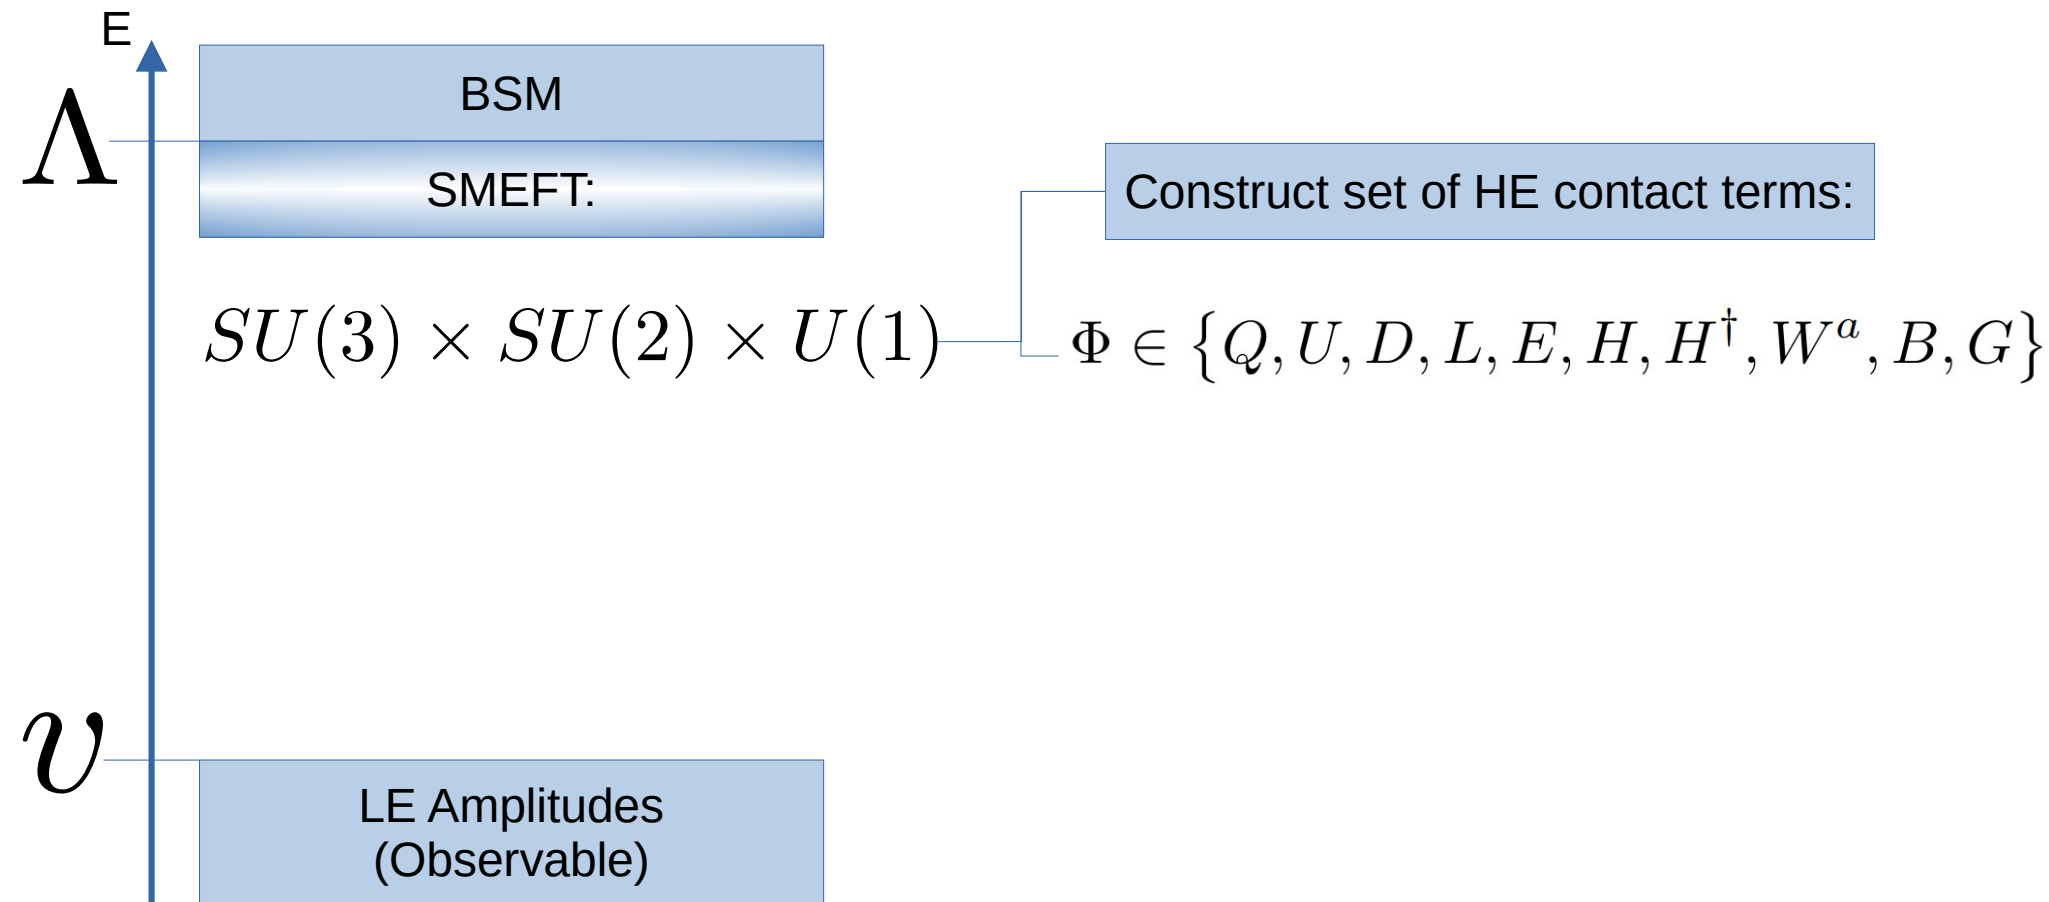 E
BSM
Λ
SMEFT:
Construct set of HE contact terms:
SU(3) × SU(2) × U(1)
Φ ∈ {Q, U, D, L, E, H, H†, Wᵃ, B, G}
υ
LE Amplitudes
(Observable)